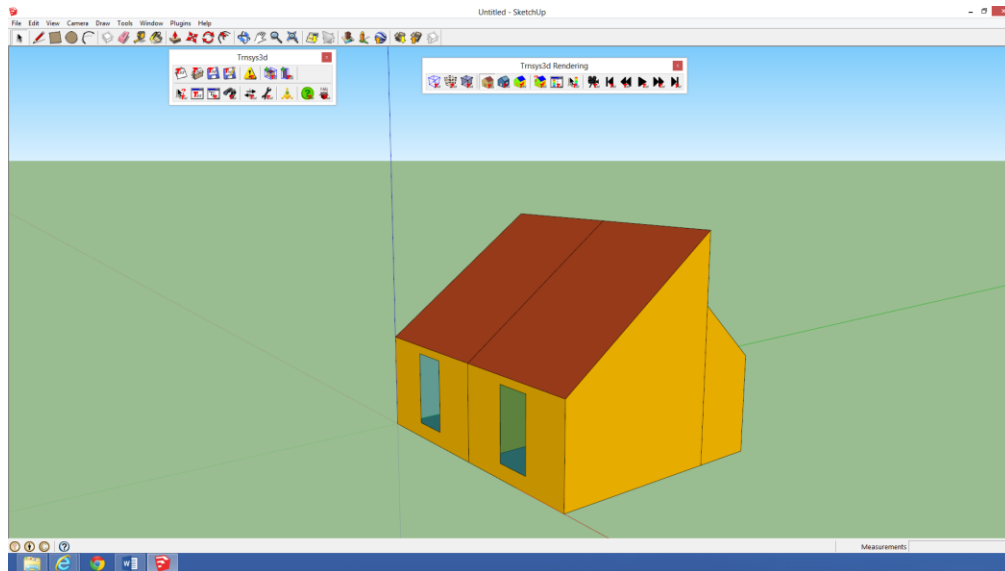 Untitled - SketchUp
File Edit View Camera Draw Tools Window Plugins Help
Trnsys3d
Trnsys3d Rendering
Measurements